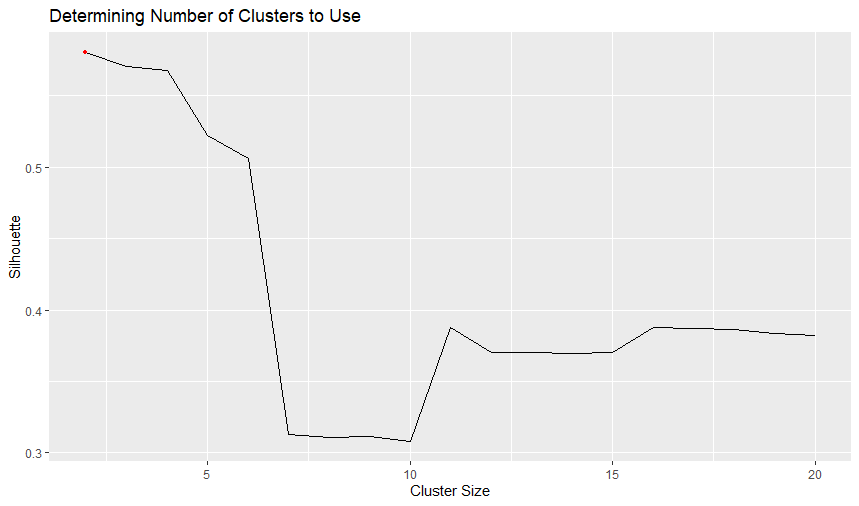 Determining Number of Clusters to Use
Silhouette
0.5
0.4
0.3
5 10 15 20
Cluster Size